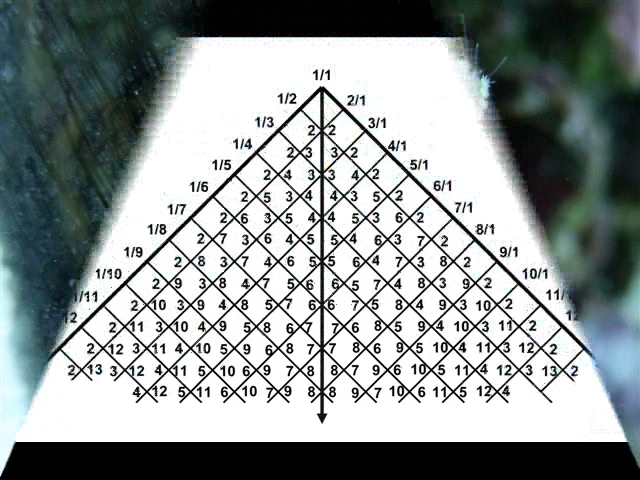 1/1
1/2 2/1
1/3 3/1
2 2
1/4 4/1
2 3 3 2
1/5 5/1
2 4 3 3 4 2
1/6 6/1
2 5 3 4 4 3 5 2
1/7 7/1
2 6 3 5 4 4 5 3 6 2
1/8 8/1
2 7 3 6 4 5 5 4 6 3 7 2
1/9 9/1
2 8 3 7 4 6 5 5 6 4 7 3 8 2
1/10 10/1
2 9 3 8 4 7 5 6 6 5 7 4 8 3 9 2
1/11 11/
2 10 3 9 4 8 5 7 6 6 7 5 8 4 9 3 10 2
12 12
2 11 3 10 4 9 5 8 6 7 7 6 8 5 9 4 10 3 11 2
2 12 3 11 4 10 5 9 6 8 7 7 8 6 9 5 10 4 11 3 12 2
2 13 3 12 4 11 5 10 6 9 7 8 8 7 9 6 10 5 11 4 12 3 13 2
4 12 5 11 6 10 7 9 8 8 9 7 10 6 11 5 12 4